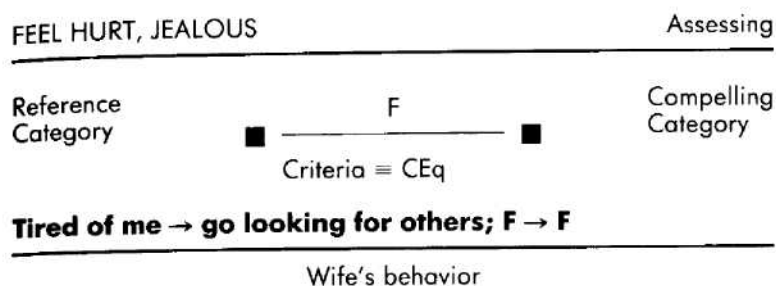 FEEL HURT, JEALOUS Assessing
Reference Category F Compelling Category
Criteria ≡ CEq
Tired of me → go looking for others; F → F
Wife's behavior